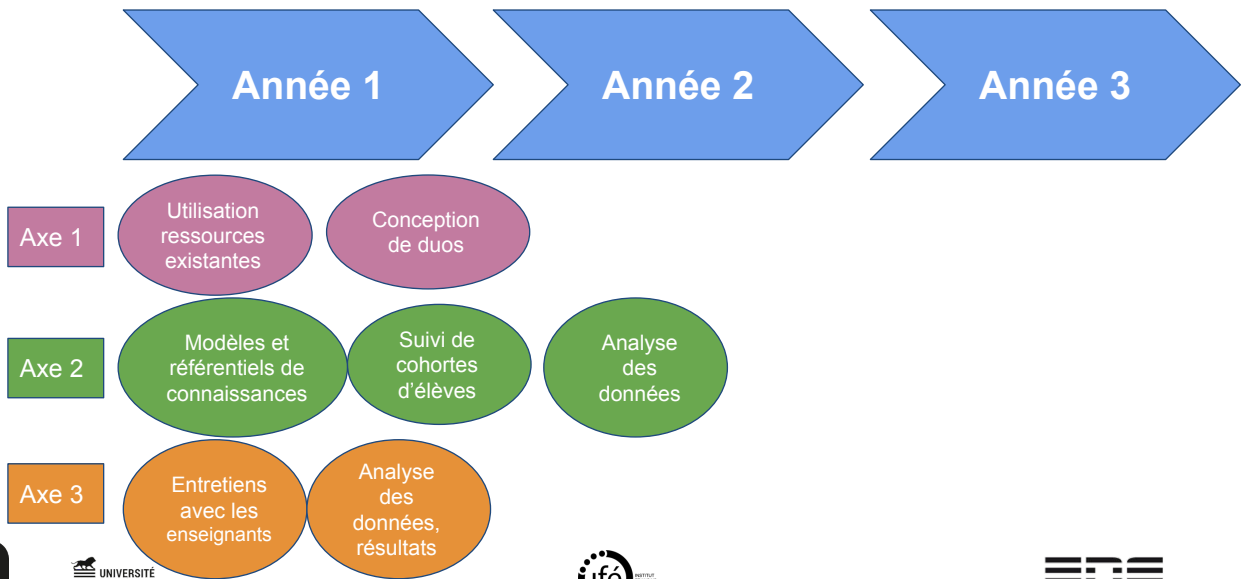 Année 1
Année 2
Année 3
Axe 1
Utilisation
ressources
existantes
Conception
de duos
Axe 2
Modèles et
référentiels de
connaissances
Suivi de
cohortes
d'élèves
Analyse
des
données
Axe 3
Entretiens
avec les
enseignants
Analyse
des
données,
résultats
UNIVERSITÉ
ifé